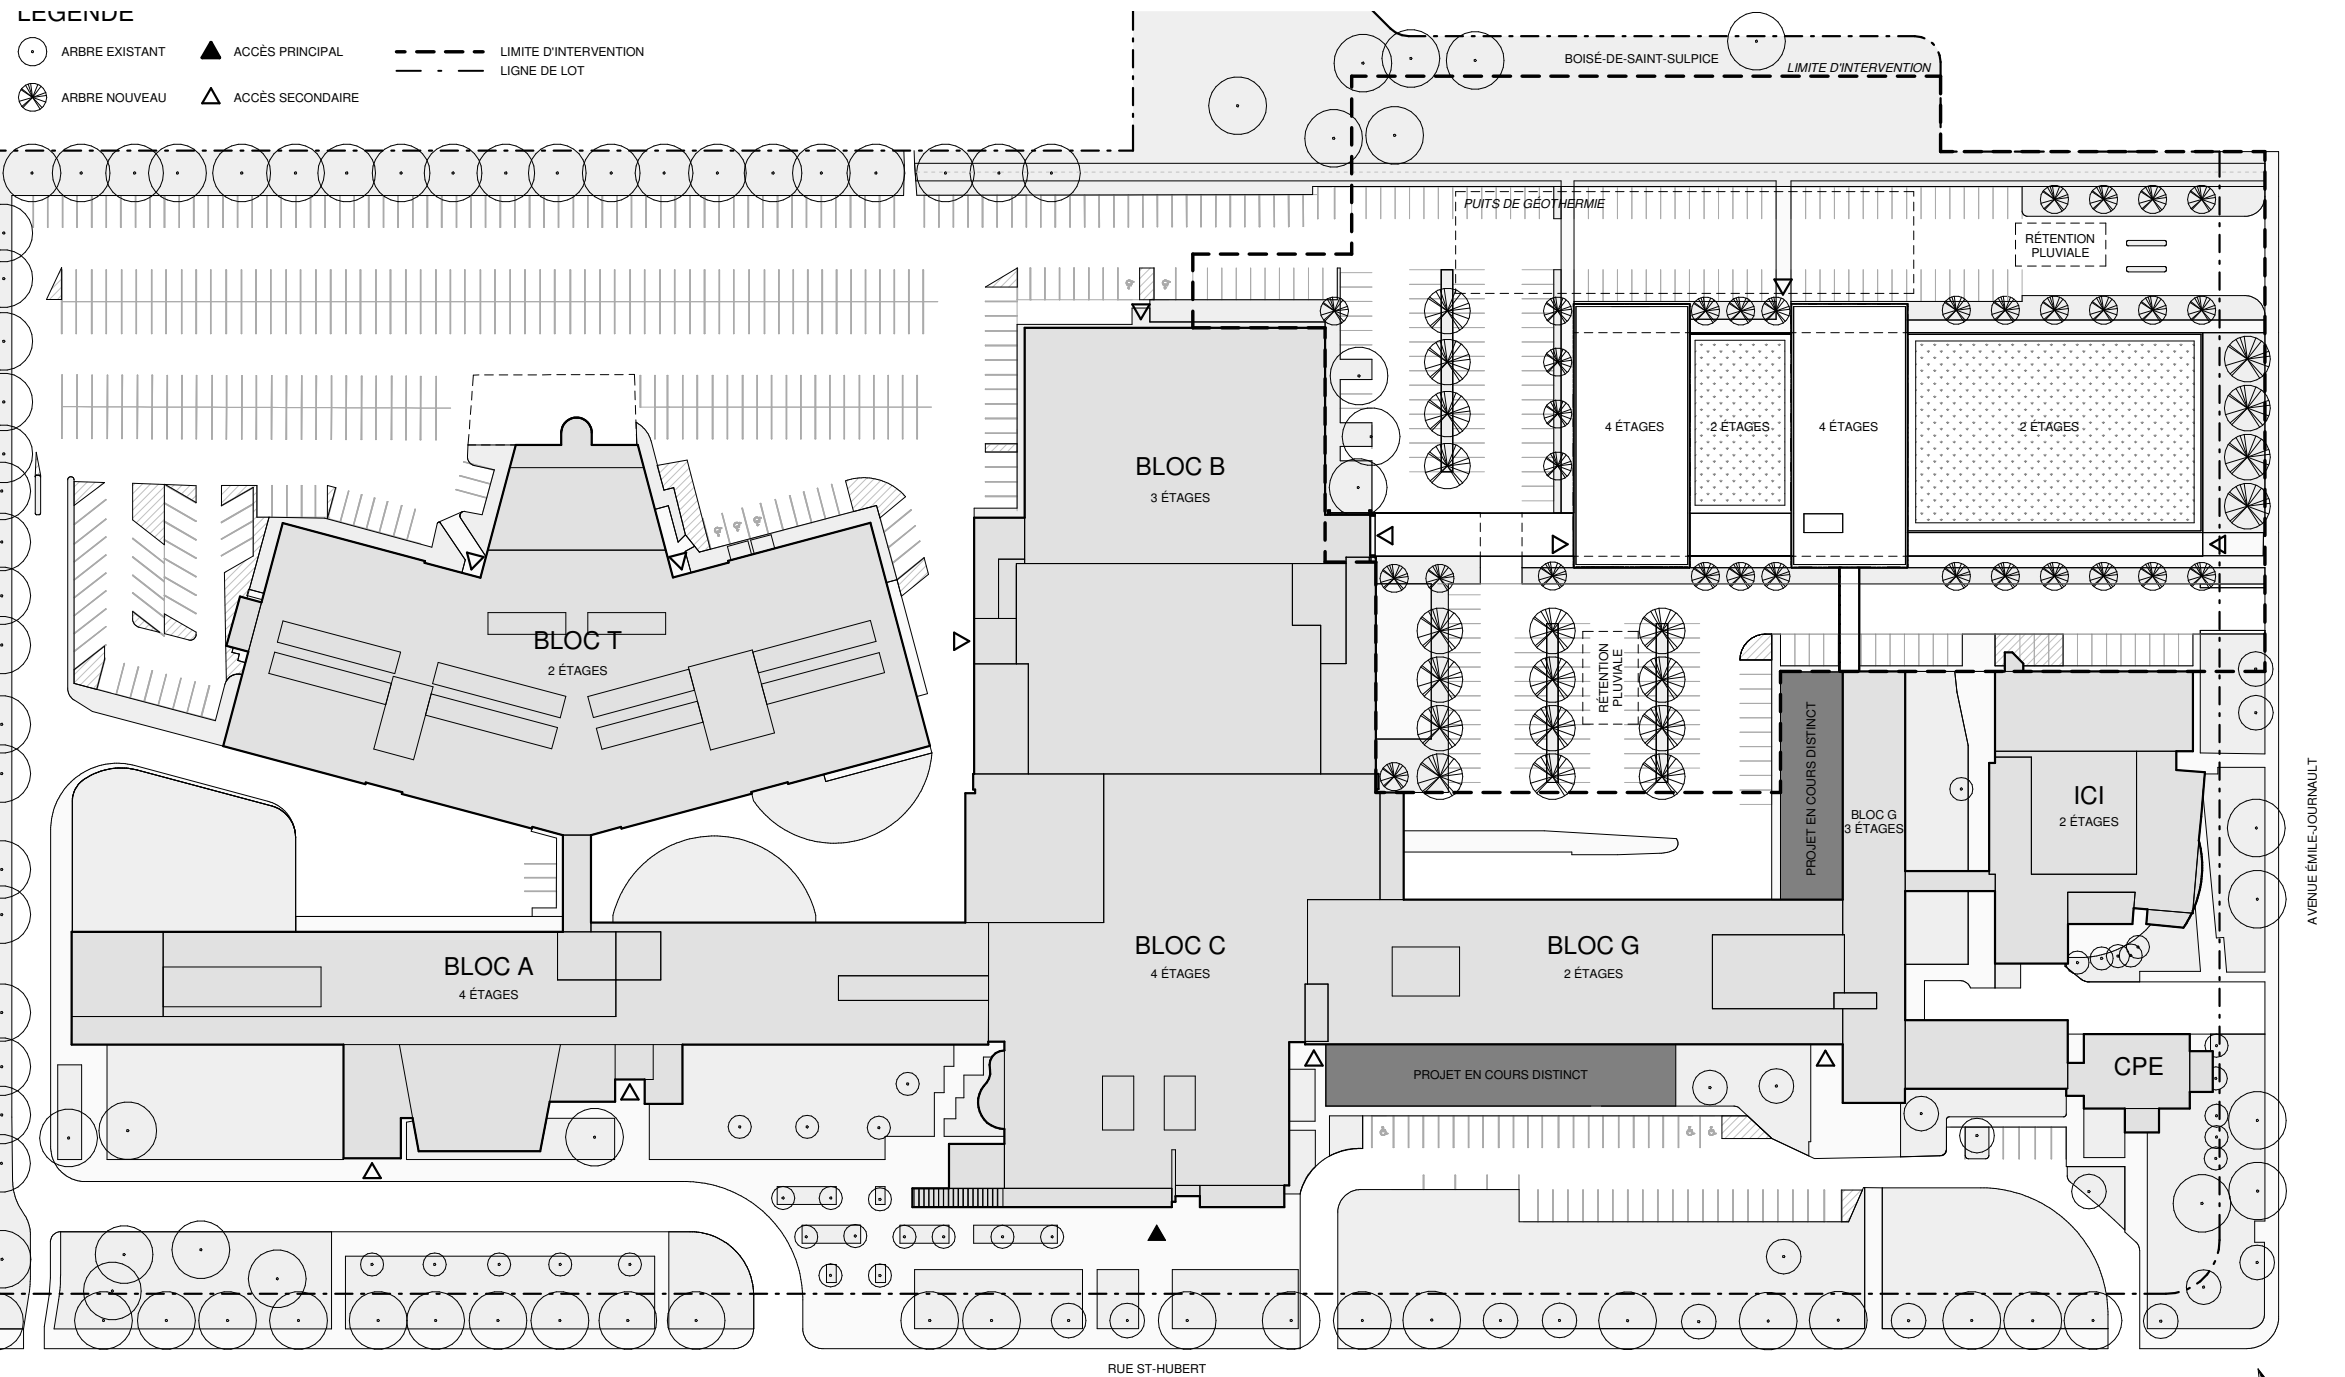 LÉGENDE
ARBRE EXISTANT
ACCÈS PRINCIPAL
LIMITE D'INTERVENTION
LIGNE DE LOT
ARBRE NOUVEAU
ACCÈS SECONDAIRE
BOISÉ-DE-SAINT-SULPICE
LIMITE D'INTERVENTION
PUITS DE GÉOTHERMIE
RÉTENTION
PLUVIALE
4 ÉTAGES
2 ÉTAGES
4 ÉTAGES
2 ÉTAGES
BLOC B
3 ÉTAGES
BLOC T
2 ÉTAGES
RÉTENTION
PLUVIALE
PROJET EN COURS DISTINCT
BLOC G
3 ÉTAGES
ICI
2 ÉTAGES
AVENUE ÉMILE-JOURNAULT
BLOC A
4 ÉTAGES
BLOC C
4 ÉTAGES
BLOC G
2 ÉTAGES
PROJET EN COURS DISTINCT
CPE
RUE ST-HUBERT